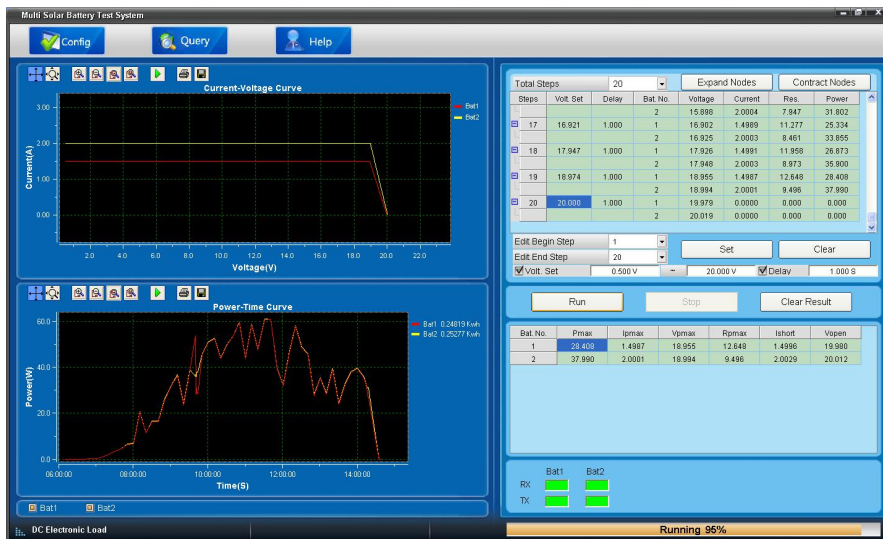 Multi Solar Battery Test System
Config Query Help
Current-Voltage Curve
Bat1
Bat2
3.00
2.00
1.00
0.00
Current(A)
2.0 4.0 6.0 8.0 10.0 12.0 14.0 16.0 18.0 20.0 22.0
Voltage(V)
Power-Time Curve
Bat1 0.24819 Kwh
Bat2 0.25277 Kwh
60.0
40.0
20.0
0.0
Power(W)
06:00:00 08:00:00 10:00:00 12:00:00 14:00:00
Time(S)
Bat1 Bat2
Total Steps 20 Expand Nodes Contract Nodes
Steps Volt. Set Delay Bat. No. Voltage Current Res. Power
2 15.898 2.0004 7.947 31.802
17 16.921 1.000 1 16.902 1.4989 11.277 25.334
2 16.925 2.0003 8.461 33.855
18 17.947 1.000 1 17.926 1.4991 11.958 26.873
2 17.948 2.0003 8.973 35.900
19 18.974 1.000 1 18.955 1.4987 12.648 28.408
2 18.994 2.0001 9.496 37.990
20 20.000 1.000 1 19.979 0.0000 0.000 0.000
2 20.019 0.0000 0.000 0.000
Edit Begin Step 1
Edit End Step 20
Set Clear
Volt. Set 0.500 V ~ 20.000 V Delay 1.000 S
Run Stop Clear Result
Bat. No. Pmax Ipmax Vpmax Rpmax Ishort Vopen
1 28.408 1.4987 18.955 12.648 1.4996 19.980
2 37.990 2.0001 18.994 9.496 2.0029 20.012
Bat1 Bat2
RX
TX
DC Electronic Load
Running 95%